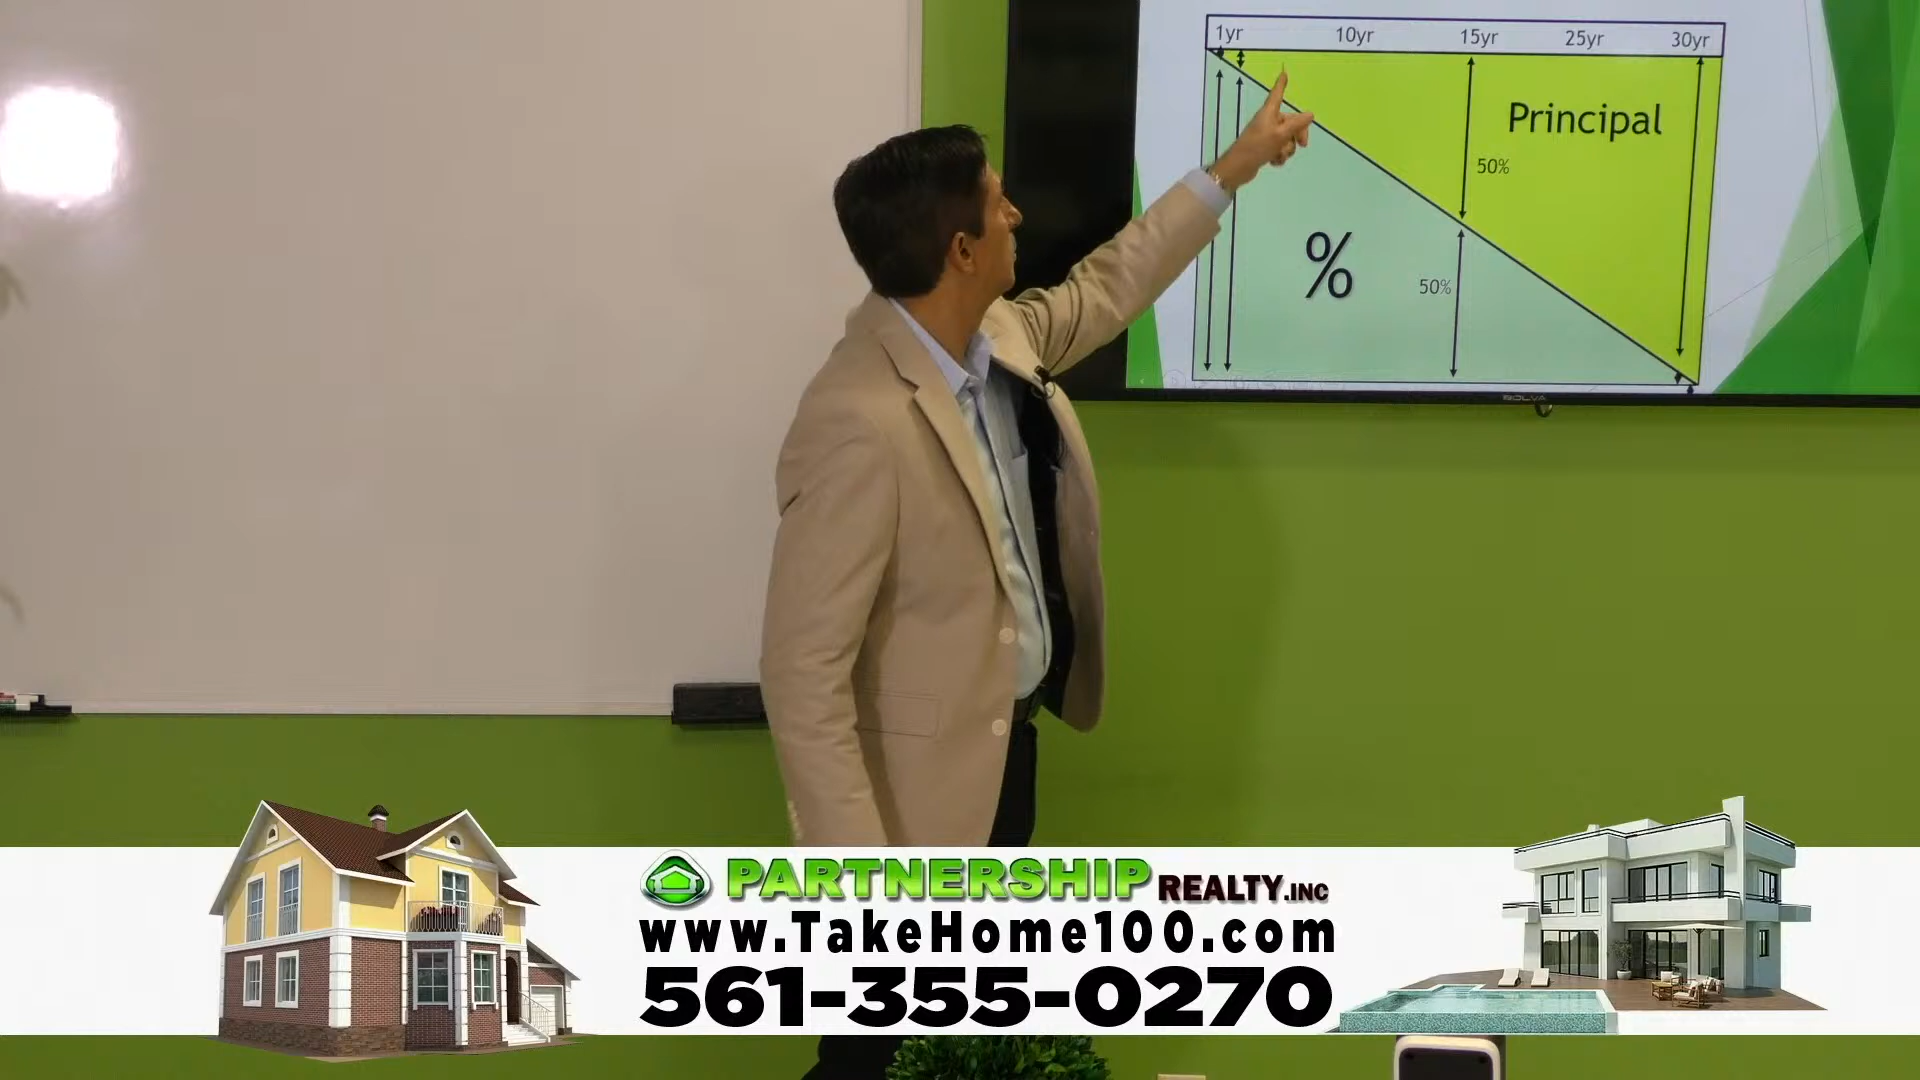 1yr 10yr 15yr 25yr 30yr
Principal
50%
%
50%
PARTNERSHIP REALTY.INC
www.TakeHome100.com
561-355-0270